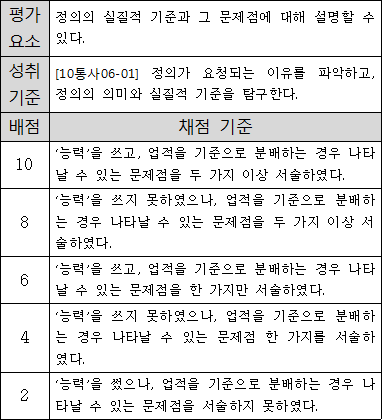 평가
요소
정의의 실질적 기준과 그 문제점에 대해 설명할 수
있다.
성취
기준
[10통사06-01] 정의가 요청되는 이유를 파악하고,
정의의 의미와 실질적 기준을 탐구한다.
배점
채점 기준
10
‘능력’을 쓰고, 업적을 기준으로 분배하는 경우 나타
날 수 있는 문제점을 두 가지 이상 서술하였다.
8
‘능력’을 쓰지 못하였으나, 업적을 기준으로 분배하
는 경우 나타날 수 있는 문제점을 두 가지 이상 서
술하였다.
6
‘능력’을 쓰고, 업적을 기준으로 분배하는 경우 나타
날 수 있는 문제점을 한 가지만 서술하였다.
4
‘능력’을 쓰지 못하였으나, 업적을 기준으로 분배하
는 경우 나타날 수 있는 문제점 한 가지를 서술하
였다.
2
‘능력’을 썼으나, 업적을 기준으로 분배하는 경우 나
타날 수 있는 문제점을 서술하지 못하였다.